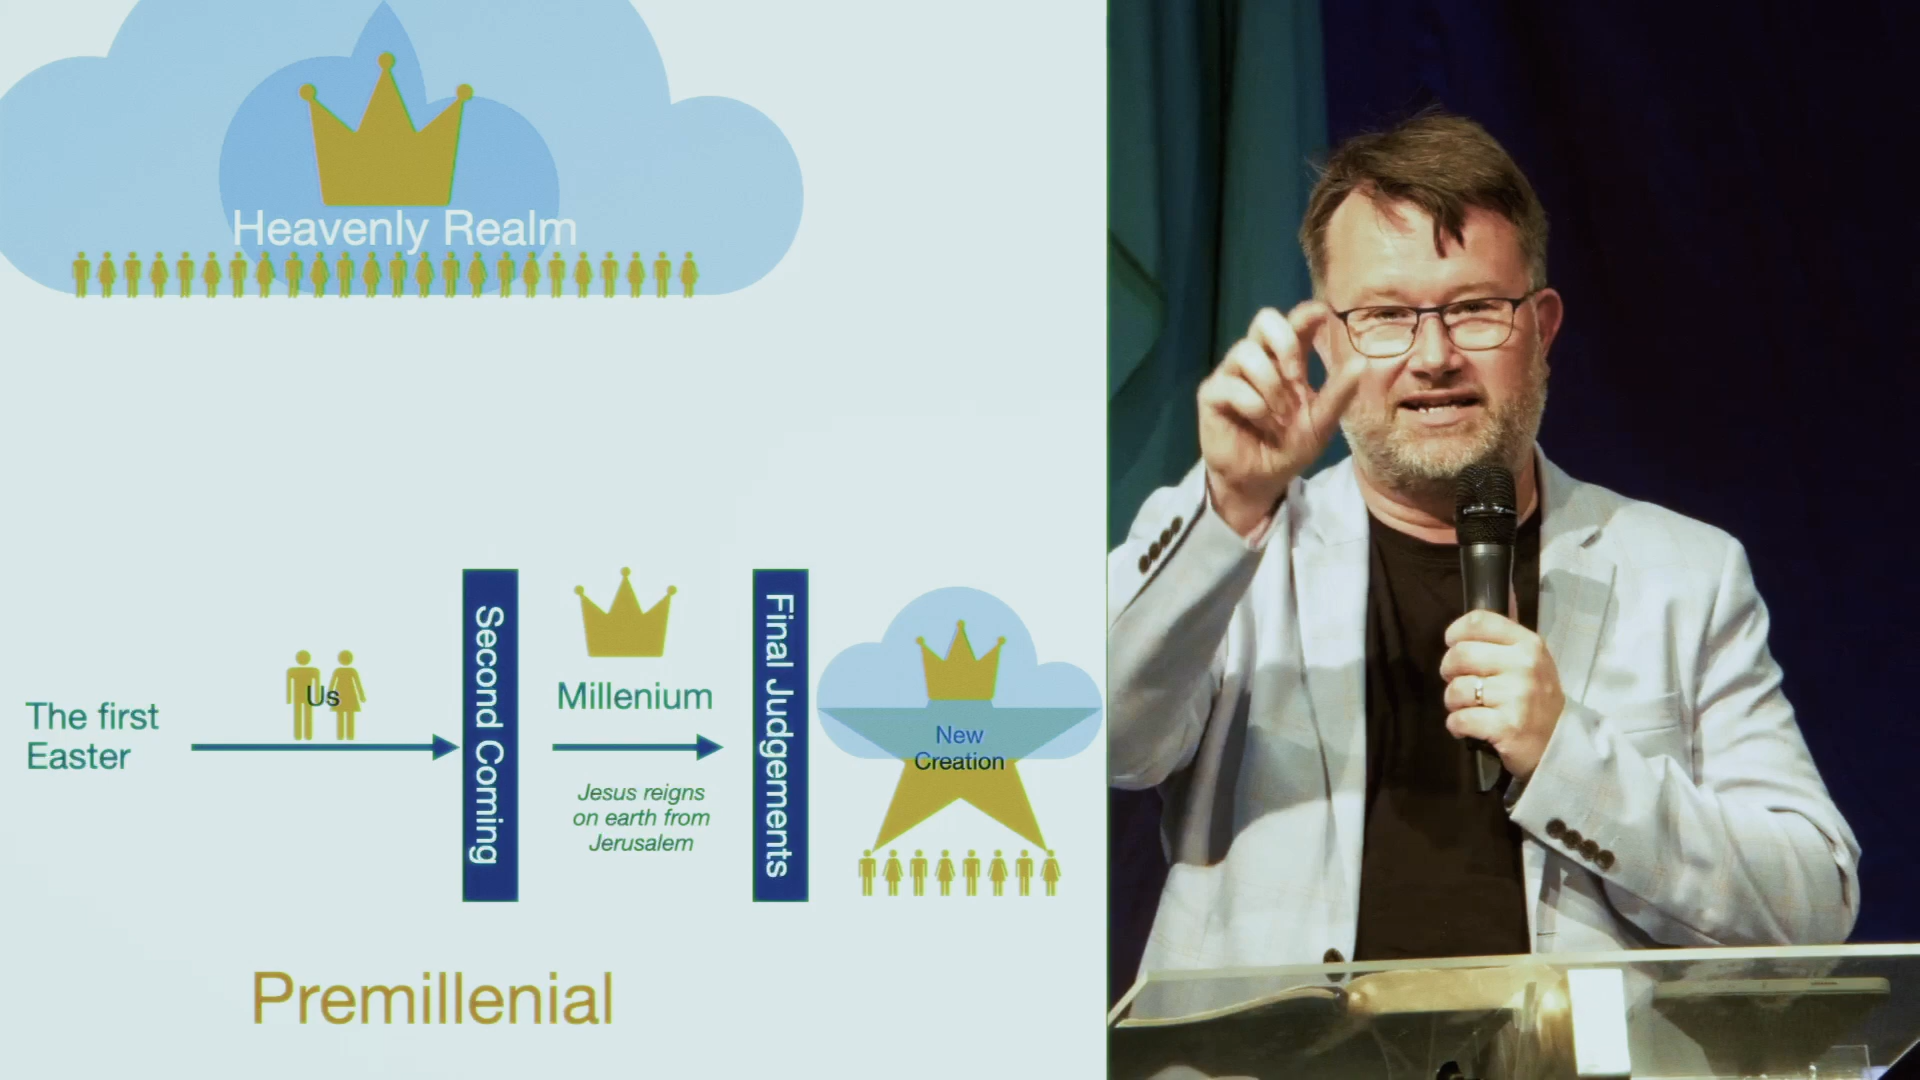 Heavenly Realm
The first
Easter
Us
Second Coming
Millenium
Jesus reigns
on earth from
Jerusalem
Final Judgements
New
Creation
Premillenial